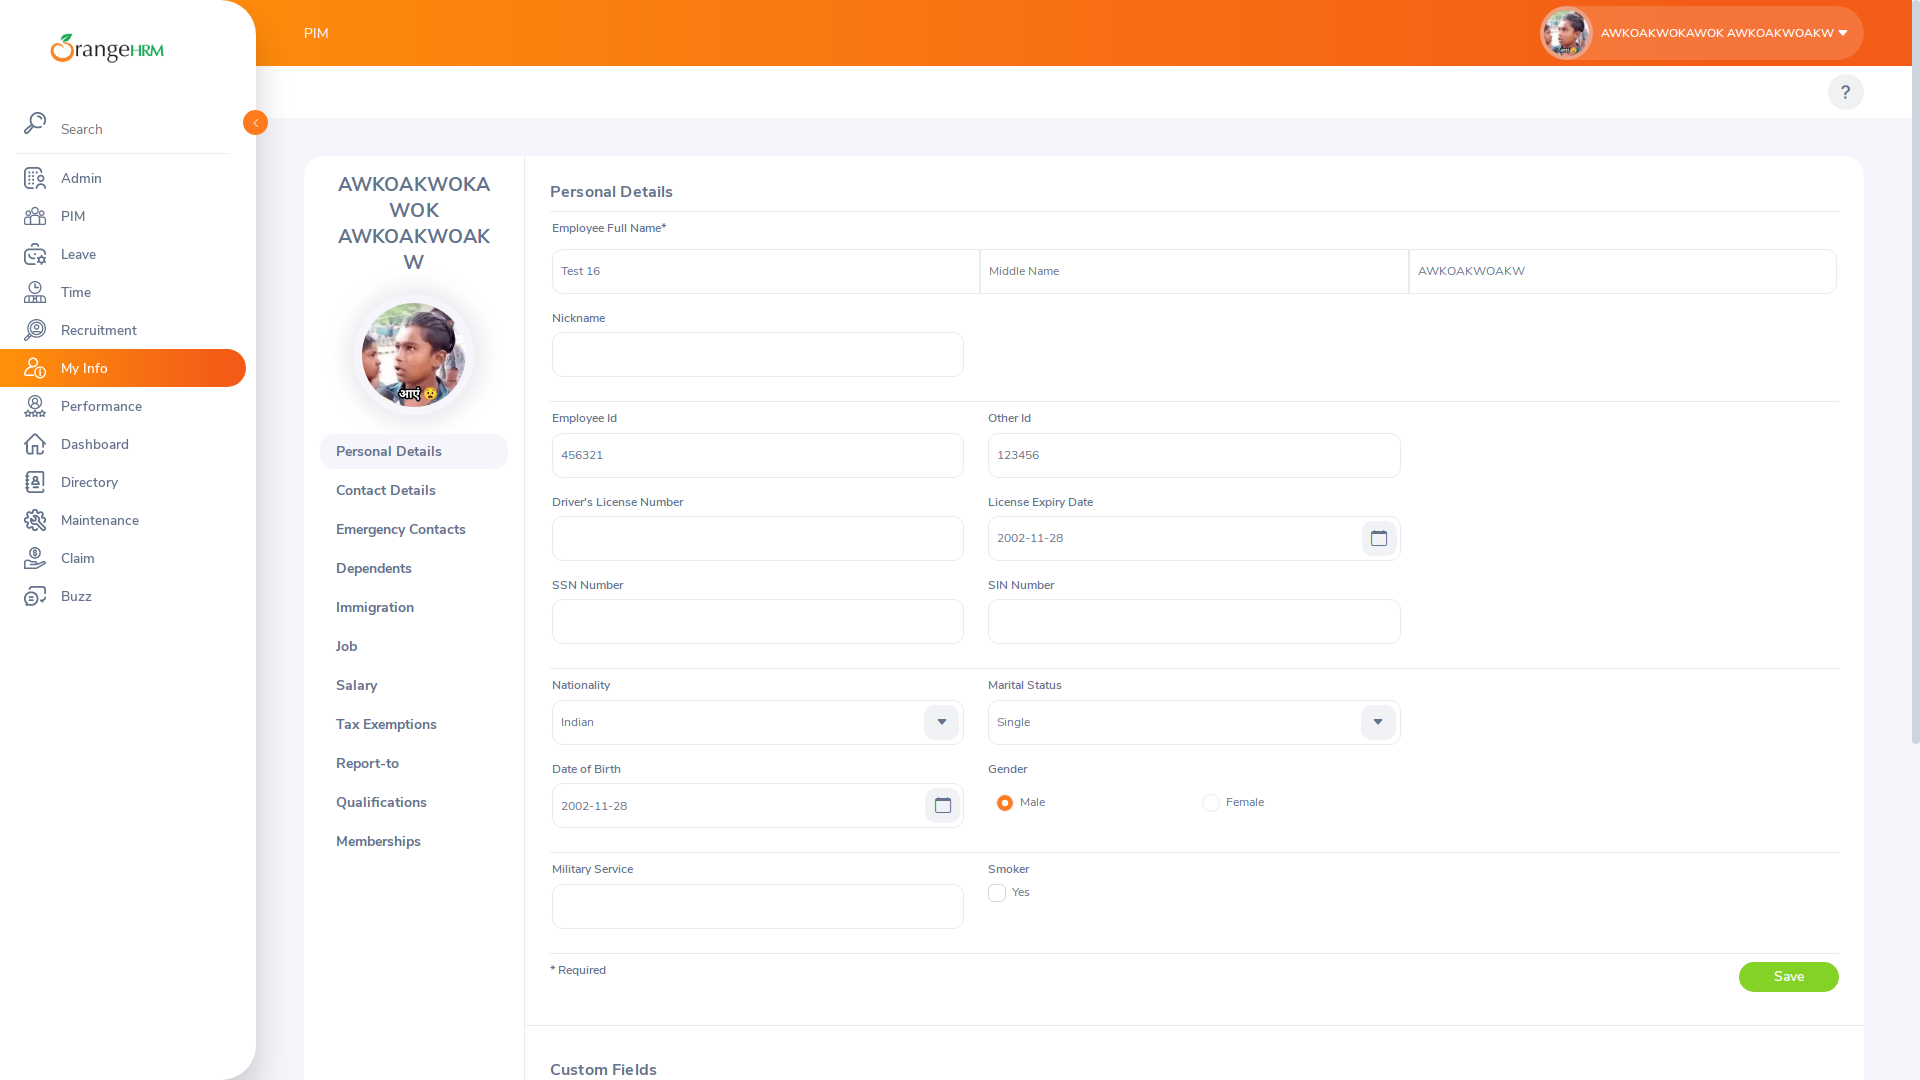 OrangeHRM
Search
Admin
PIM
Leave
Time
Recruitment
My Info
Performance
Dashboard
Directory
Maintenance
Claim
Buzz
PIM
AWKOAKWOKAWOK AWKOAKWOAKW
?
AWKOAKWOKA
WOK
AWKOAKWOAK
W
आएं 😧
Personal Details
Contact Details
Emergency Contacts
Dependents
Immigration
Job
Salary
Tax Exemptions
Report-to
Qualifications
Memberships
Personal Details
Employee Full Name*
Test 16
Middle Name
AWKOAKWOAKW
Nickname
Employee Id
Other Id
456321
123456
Driver's License Number
License Expiry Date
2002-11-28
SSN Number
SIN Number
Nationality
Marital Status
Indian
Single
Date of Birth
Gender
2002-11-28
Male
Female
Military Service
Smoker
Yes
* Required
Save
Custom Fields